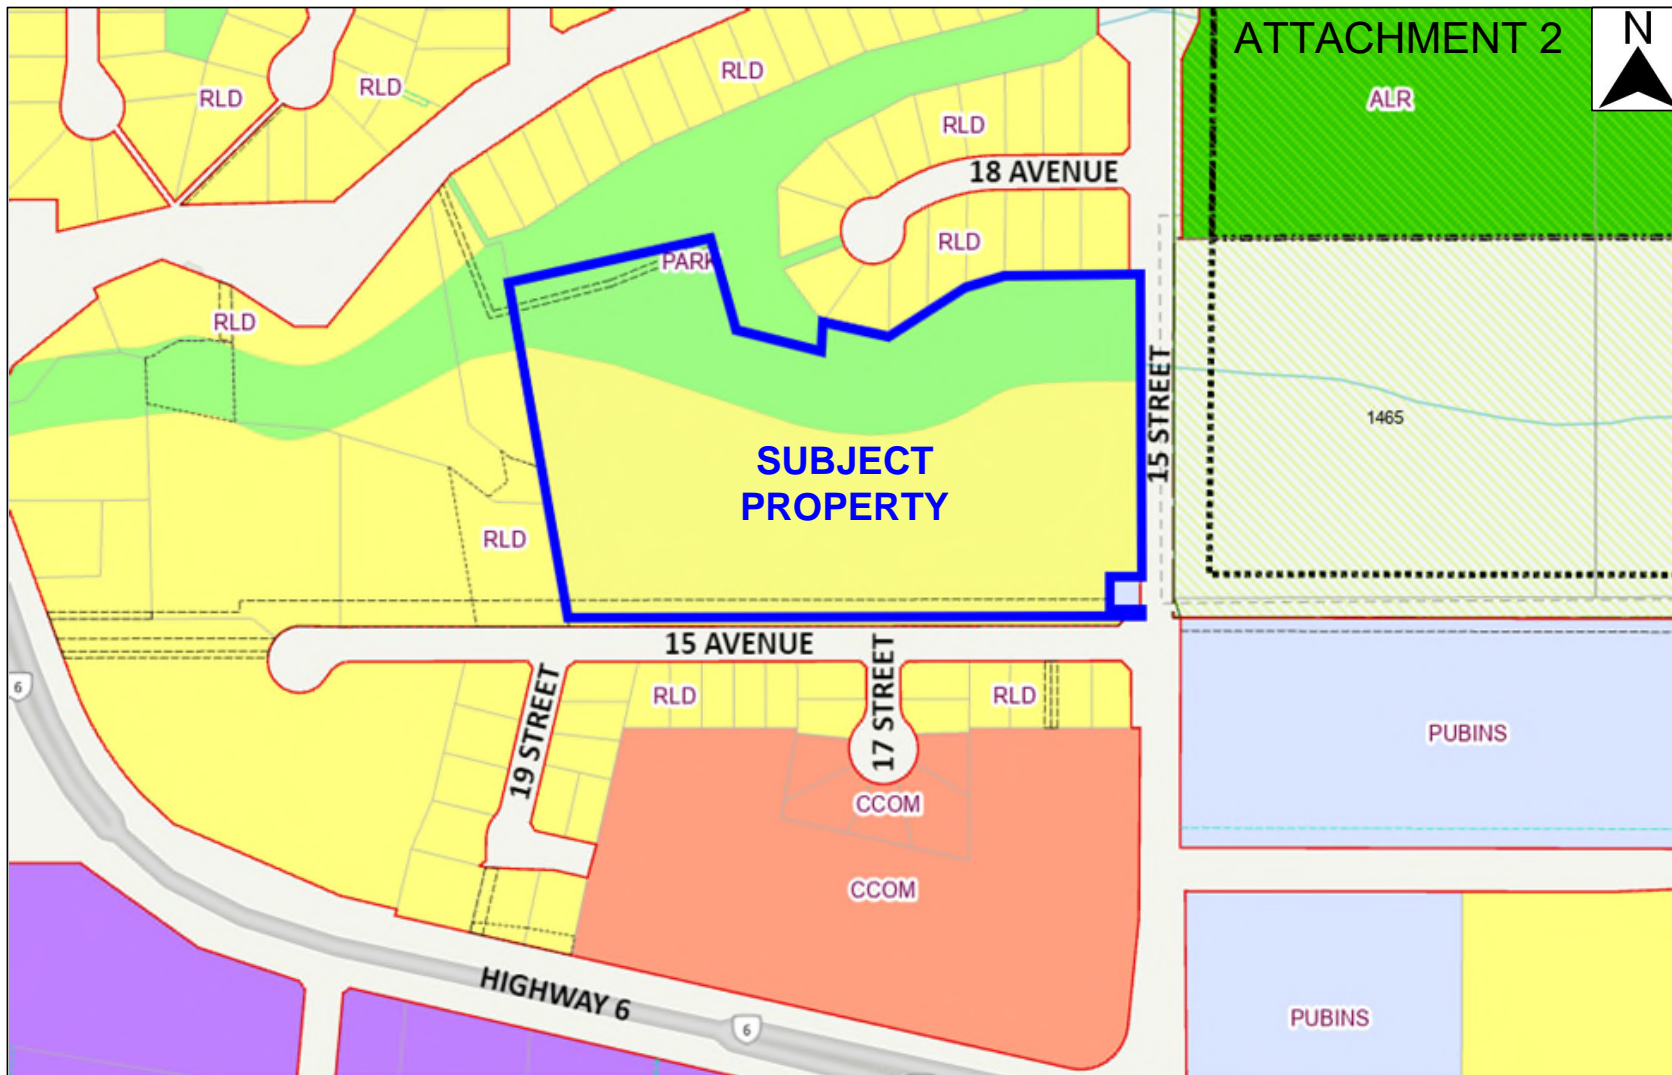 ATTACHMENT 2
N
RLD
RLD
RLD
ALR
RLD
18 AVENUE
RLD
PARK
RLD
15 STREET
1465
SUBJECT
PROPERTY
RLD
15 AVENUE
17 STREET
19 STREET
RLD
RLD
6
PUBINS
CCOM
CCOM
HIGHWAY 6
6
PUBINS